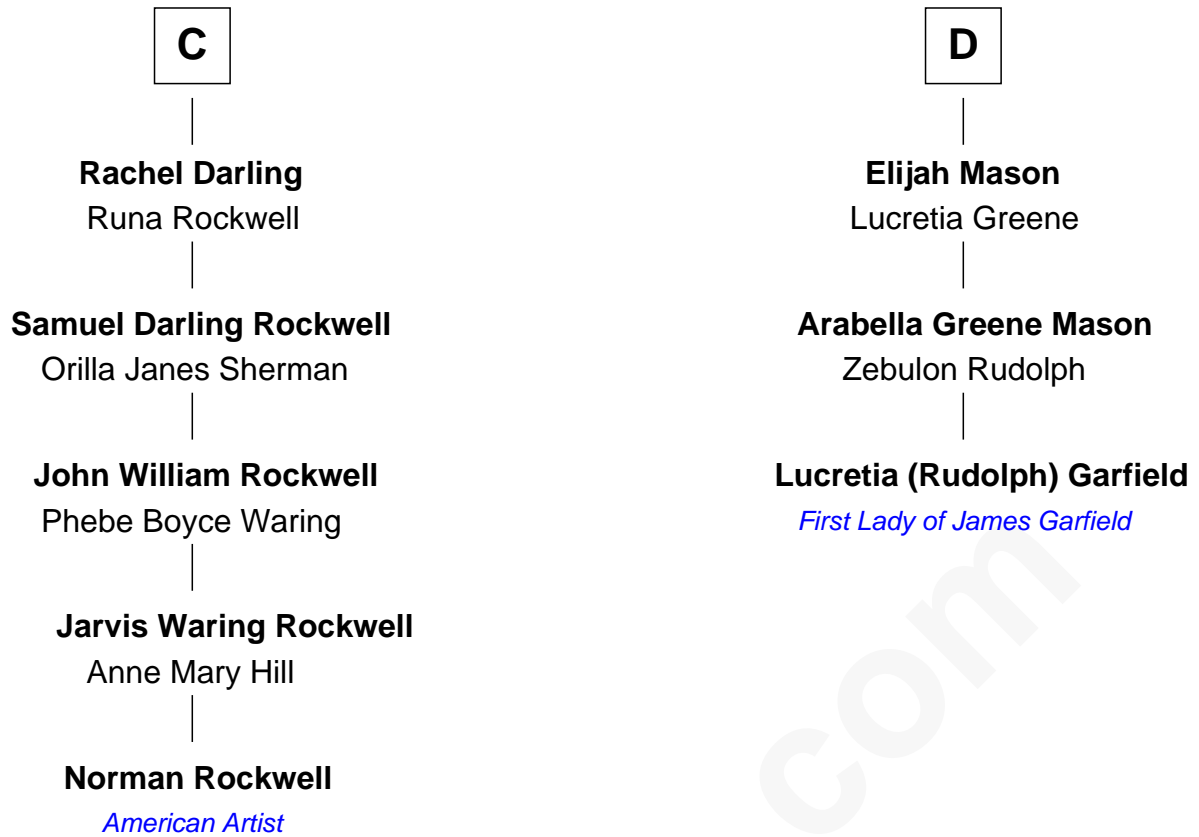 C
Rachel Darling
Runa Rockwell
Samuel Darling Rockwell
Orilla Janes Sherman
John William Rockwell
Phebe Boyce Waring
Jarvis Waring Rockwell
Anne Mary Hill
Norman Rockwell
American Artist
D
Elijah Mason
Lucretia Greene
Arabella Greene Mason
Zebulon Rudolph
Lucretia (Rudolph) Garfield
First Lady of James Garfield
com